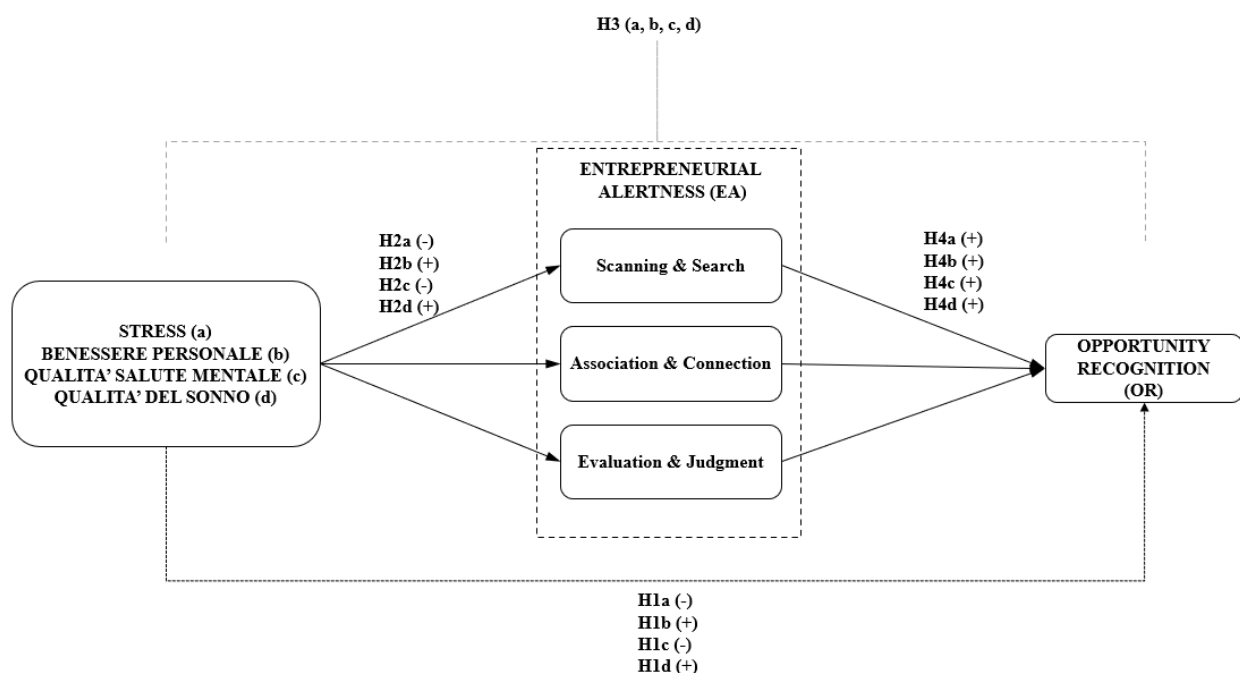 H3 (a, b, c, d)
ENTREPRENEURIAL
ALERTNESS (EA)
H2a (-)
H2b (+)
H2c (-)
H2d (+)
Scanning & Search
H4a (+)
H4b (+)
H4c (+)
H4d (+)
STRESS (a)
BENESSERE PERSONALE (b)
QUALITA’ SALUTE MENTALE (c)
QUALITA’ DEL SONNO (d)
Association & Connection
OPPORTUNITY
RECOGNITION
(OR)
Evaluation & Judgment
H1a (-)
H1b (+)
H1c (-)
H1d (+)